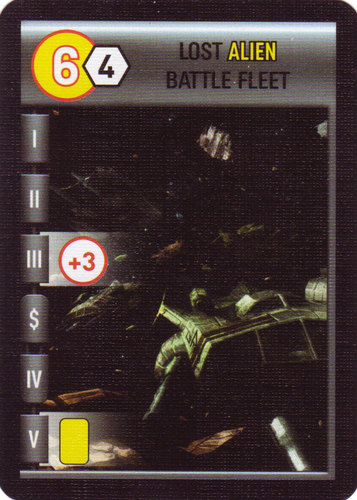 6 4
LOST ALIEN
BATTLE FLEET
I
II
III +3
$
IV
V